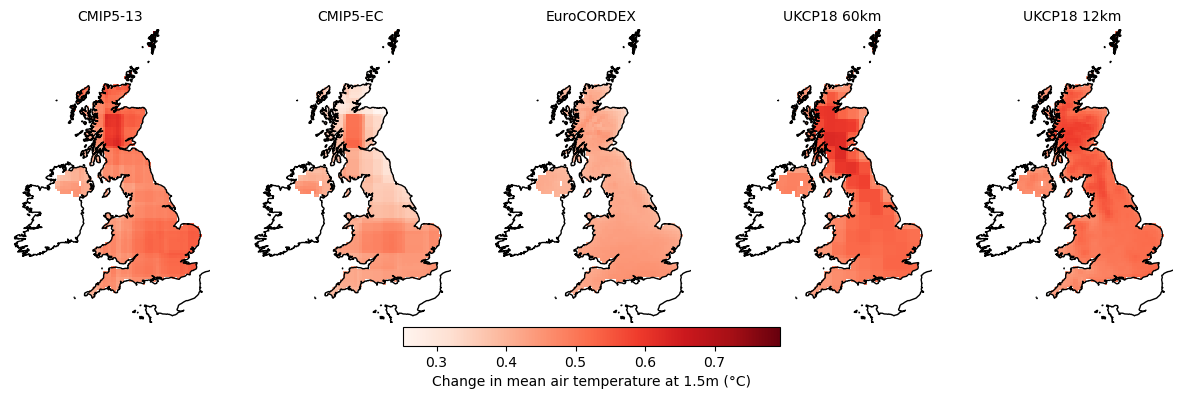 CMIP5-13 CMIP5-EC EuroCORDEX UKCP18 60km UKCP18 12km
0.3 0.4 0.5 0.6 0.7
Change in mean air temperature at 1.5m (°C)